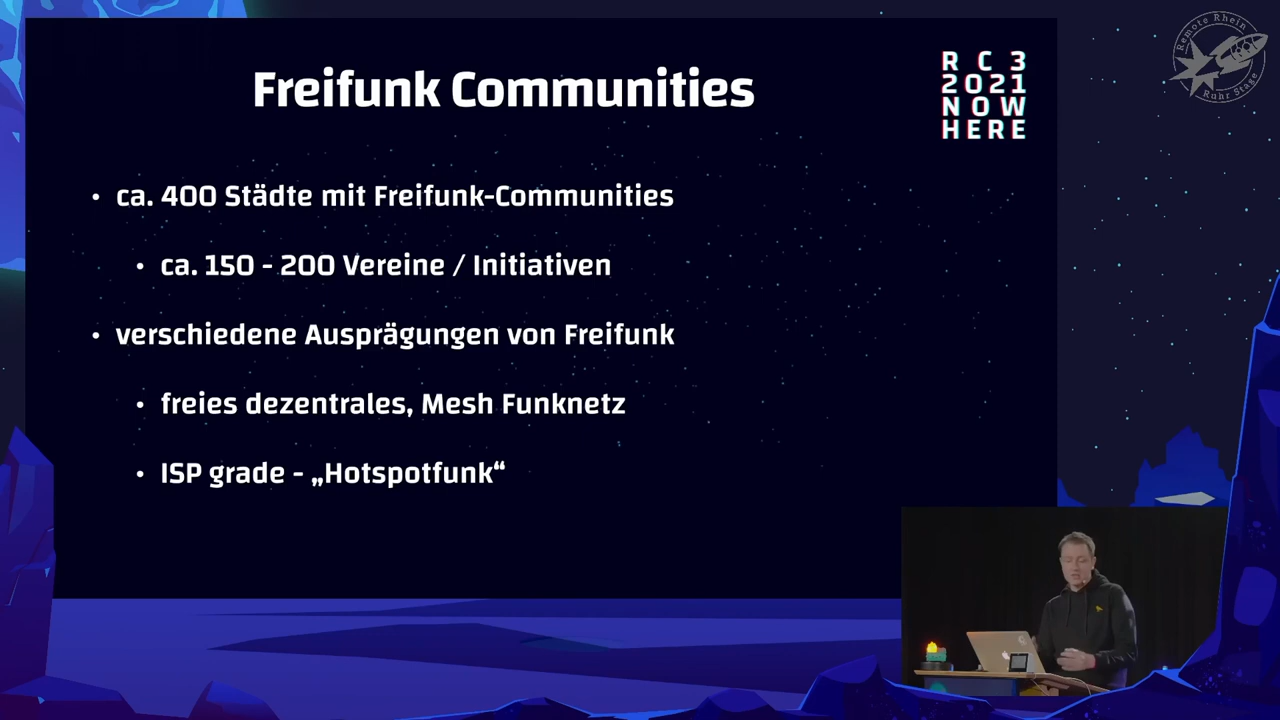 Freifunk Communities
R C 3
2021
NOW
HERE
Remote Rhein
Ruhr Stage
• ca. 400 Städte mit Freifunk-Communities
• ca. 150 - 200 Vereine / Initiativen
• verschiedene Ausprägungen von Freifunk
• freies dezentrales, Mesh Funknetz
• ISP grade - „Hotspotfunk“